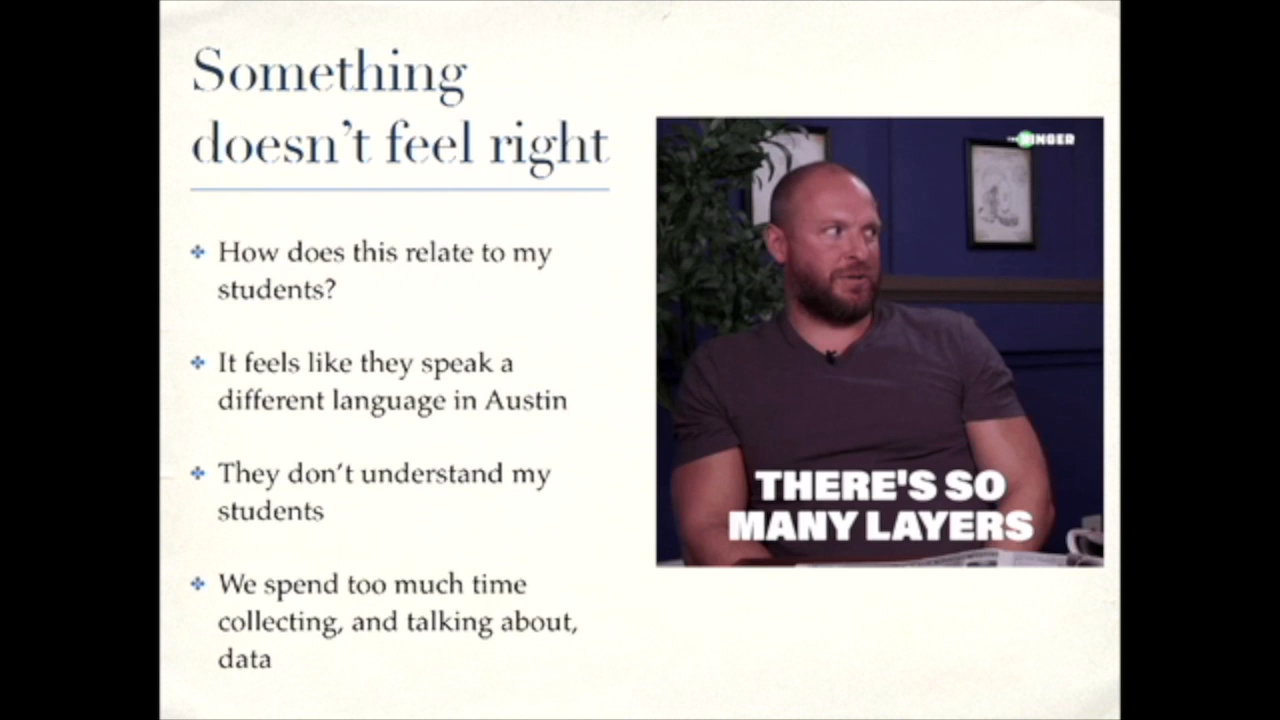 Something
doesn't feel right
How does this relate to my
students?
It feels like they speak a
different language in Austin
They don't understand my
students
We spend too much time
collecting, and talking about,
data
RINGER
THERE'S SO
MANY LAYERS